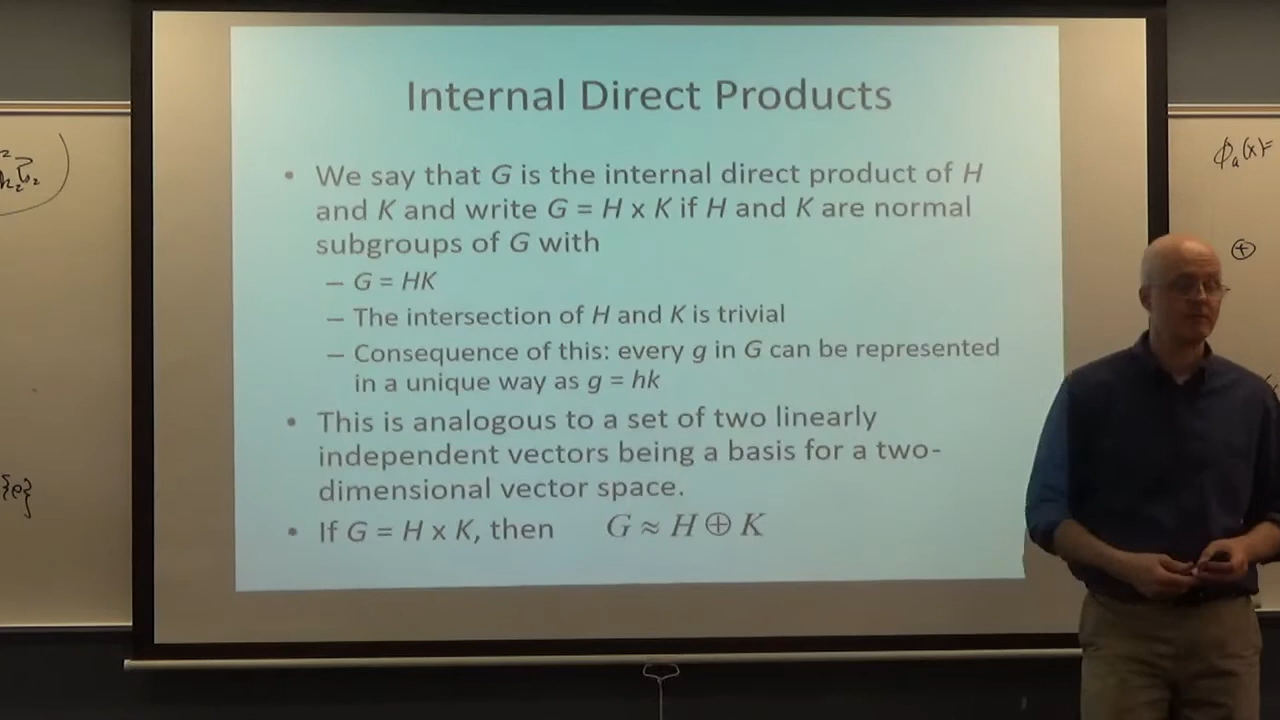 Internal Direct Products
• We say that G is the internal direct product of H
and K and write G = H x K if H and K are normal
subgroups of G with
– G = HK
– The intersection of H and K is trivial
– Consequence of this: every g in G can be represented
in a unique way as g = hk
• This is analogous to a set of two linearly
independent vectors being a basis for a two-
dimensional vector space.
• If G = H x K, then G ≈ H ⊕ K
{e}
ϕₐ(x)=
⊕